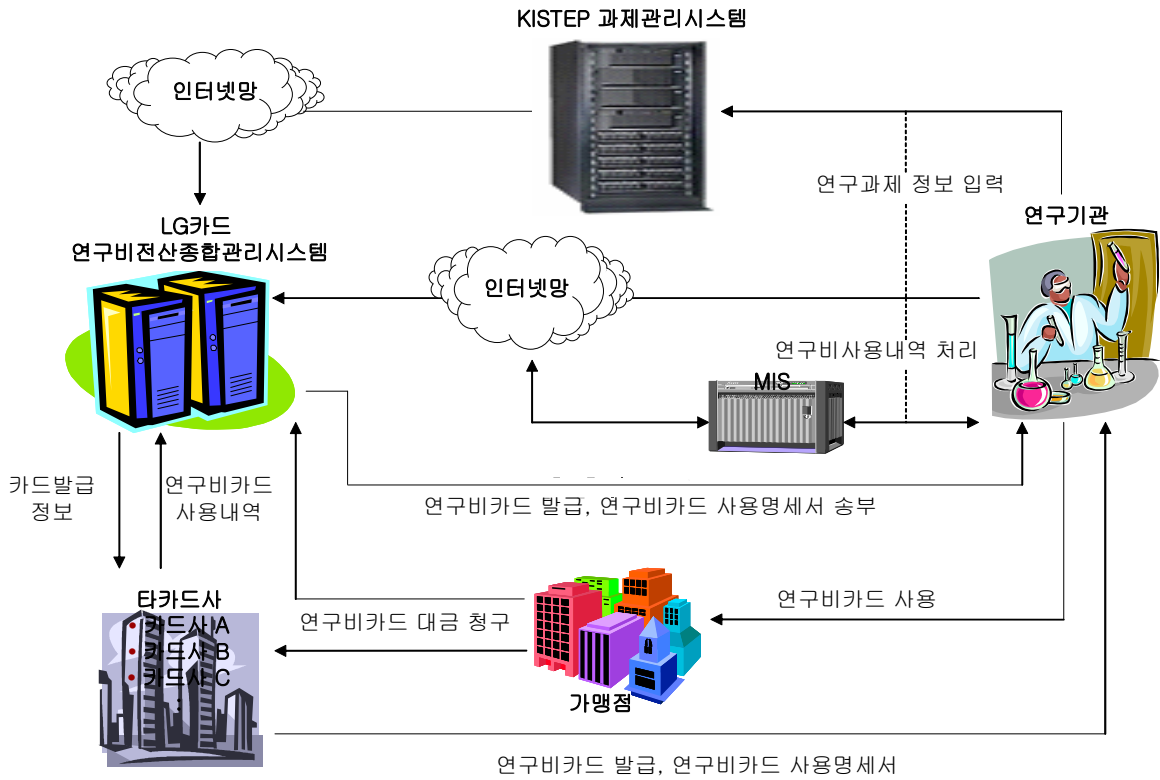 KISTEP 과제관리시스템
인터넷망
연구과제 정보 입력
연구기관
LG카드
연구비전산종합관리시스템
인터넷망
연구비사용내역 처리
MIS
카드발급
정보
연구비카드
사용내역
연구비카드 발급, 연구비카드 사용명세서 송부
타카드사
• 카드사 A
• 카드사 B
• 카드사 C
:
연구비카드 대금 청구
연구비카드 사용
가맹점
연구비카드 발급, 연구비카드 사용명세서